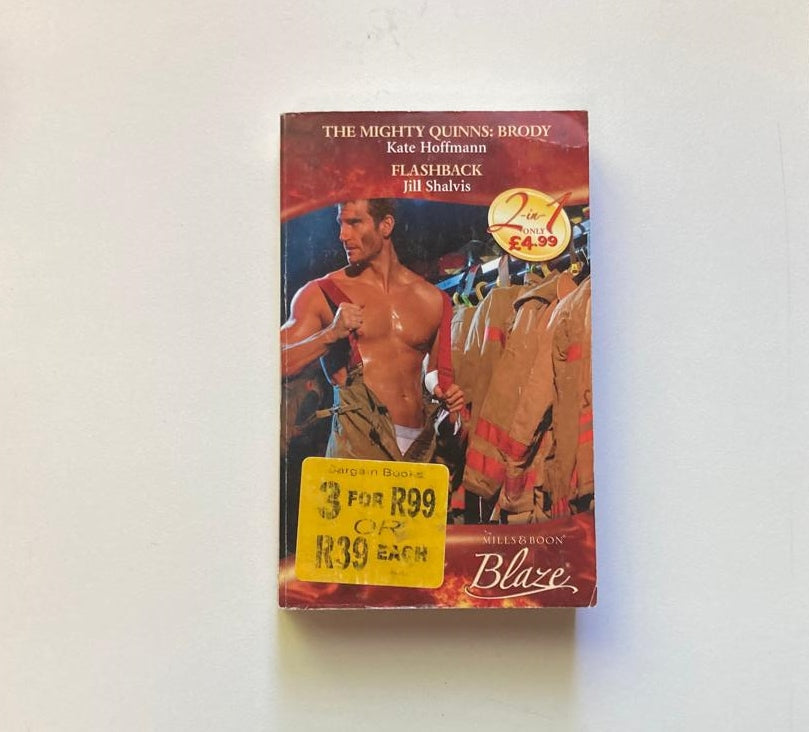 THE MIGHTY QUINNS: BRODY
Kate Hoffmann
FLASHBACK
Jill Shalvis
2-in-1
ONLY
£4.99
Bargain Books
3 FOR R99
OR
R39 EACH
MILLS & BOON®
Blaze®